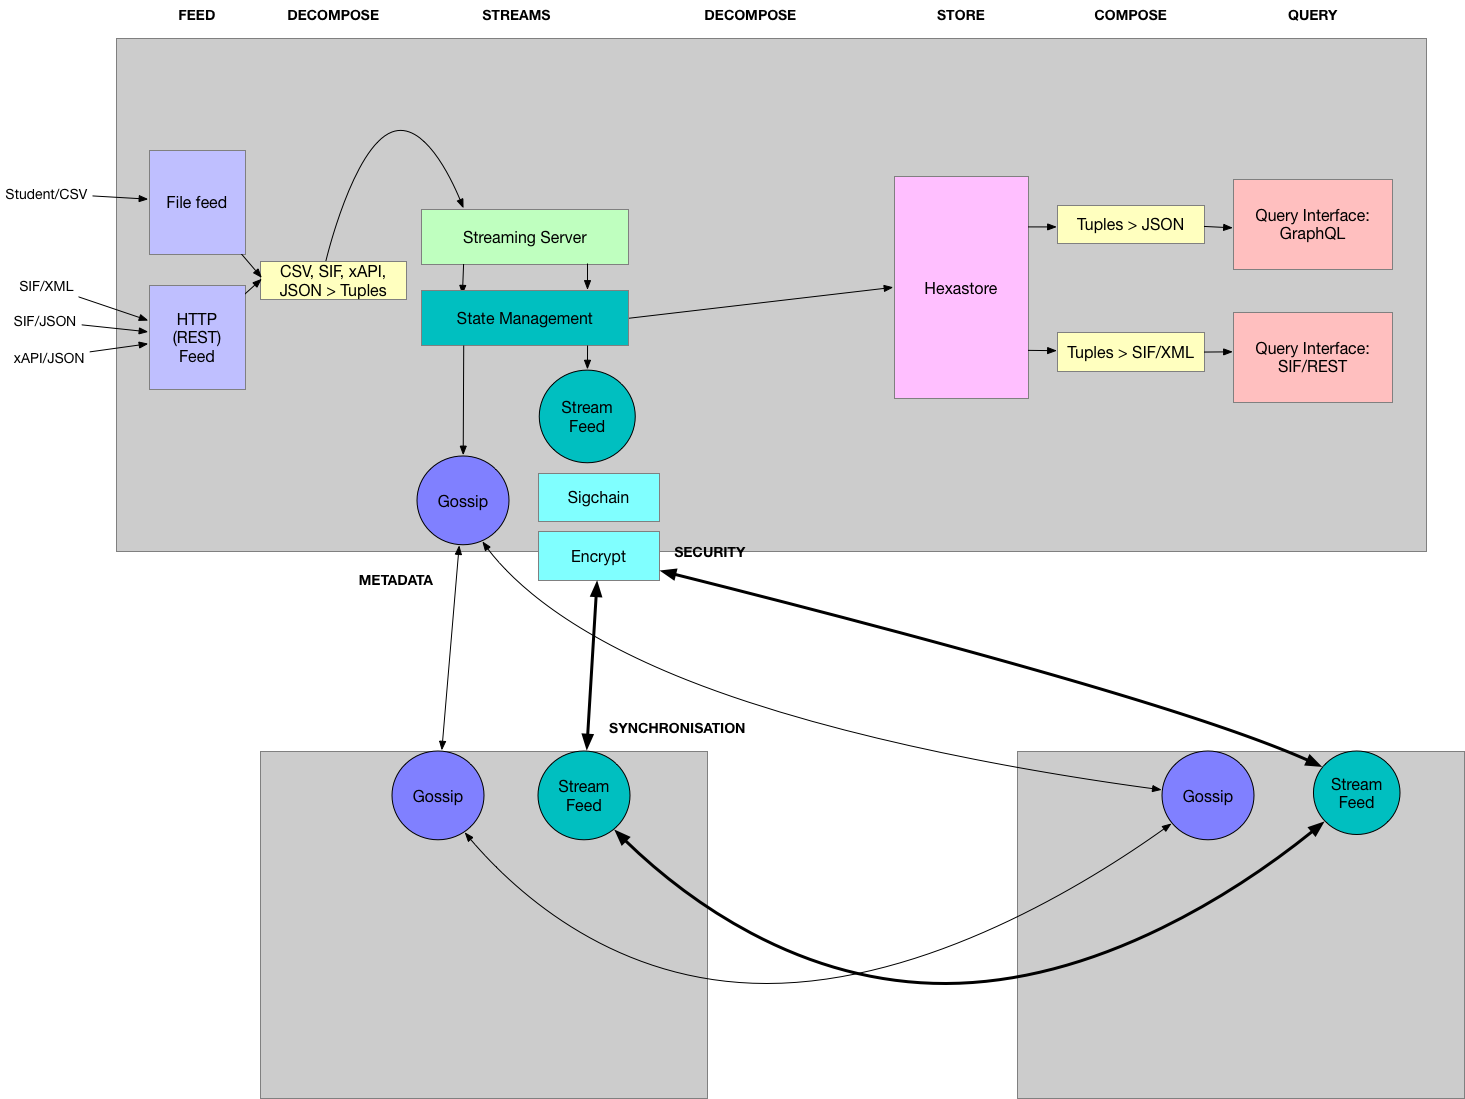 FEED
DECOMPOSE
STREAMS
DECOMPOSE
STORE
COMPOSE
QUERY
Student/CSV
File feed
SIF/XML
SIF/JSON
xAPI/JSON
HTTP
(REST)
Feed
CSV, SIF, xAPI,
JSON > Tuples
Streaming Server
State Management
Stream
Feed
Gossip
Sigchain
Encrypt
Hexastore
Tuples > JSON
Query Interface:
GraphQL
Tuples > SIF/XML
Query Interface:
SIF/REST
SECURITY
METADATA
SYNCHRONISATION
Gossip
Stream
Feed
Gossip
Stream
Feed